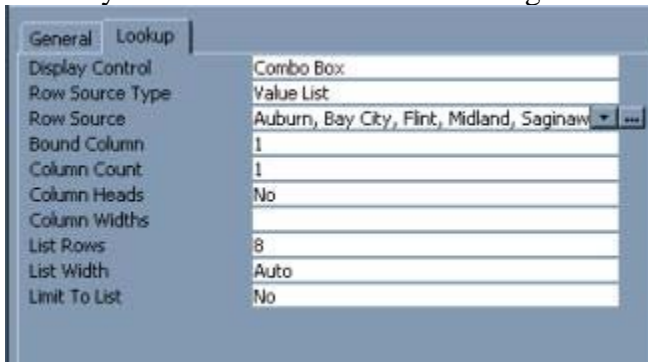 General Lookup
Display Control Combo Box
Row Source Type Value List
Row Source Auburn, Bay City, Flint, Midland, Saginaw
Bound Column 1
Column Count 1
Column Heads No
Column Widths
List Rows 8
List Width Auto
Limit To List No